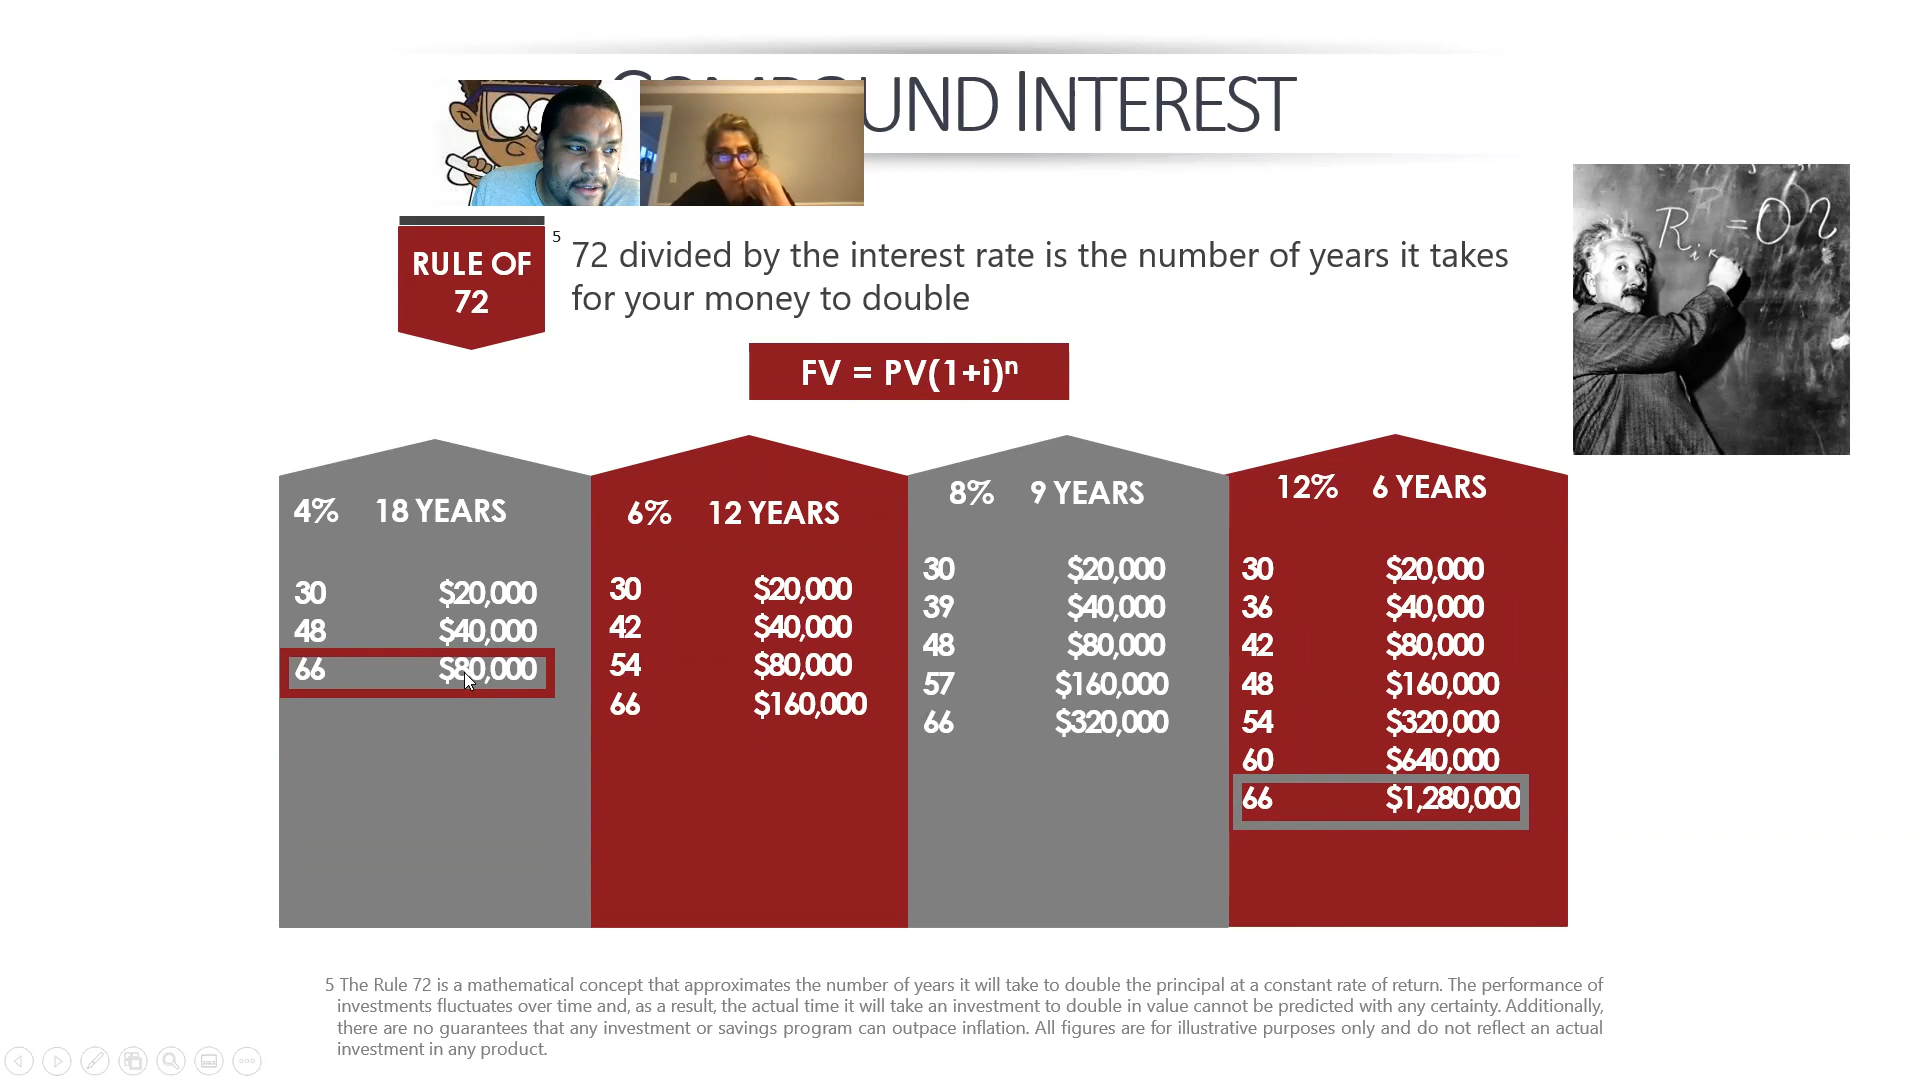 UND INTEREST
RULE OF
72
5
72 divided by the interest rate is the number of years it takes
for your money to double
FV = PV(1+i)ⁿ
4% 18 YEARS
30 $20,000
48 $40,000
66 $80,000
6% 12 YEARS
30 $20,000
42 $40,000
54 $80,000
66 $160,000
8% 9 YEARS
30 $20,000
39 $40,000
48 $80,000
57 $160,000
66 $320,000
12% 6 YEARS
30 $20,000
36 $40,000
42 $80,000
48 $160,000
54 $320,000
60 $640,000
66 $1,280,000
5 The Rule 72 is a mathematical concept that approximates the number of years it will take to double the principal at a constant rate of return. The performance of
investments fluctuates over time and, as a result, the actual time it will take an investment to double in value cannot be predicted with any certainty. Additionally,
there are no guarantees that any investment or savings program can outpace inflation. All figures are for illustrative purposes only and do not reflect an actual
investment in any product.